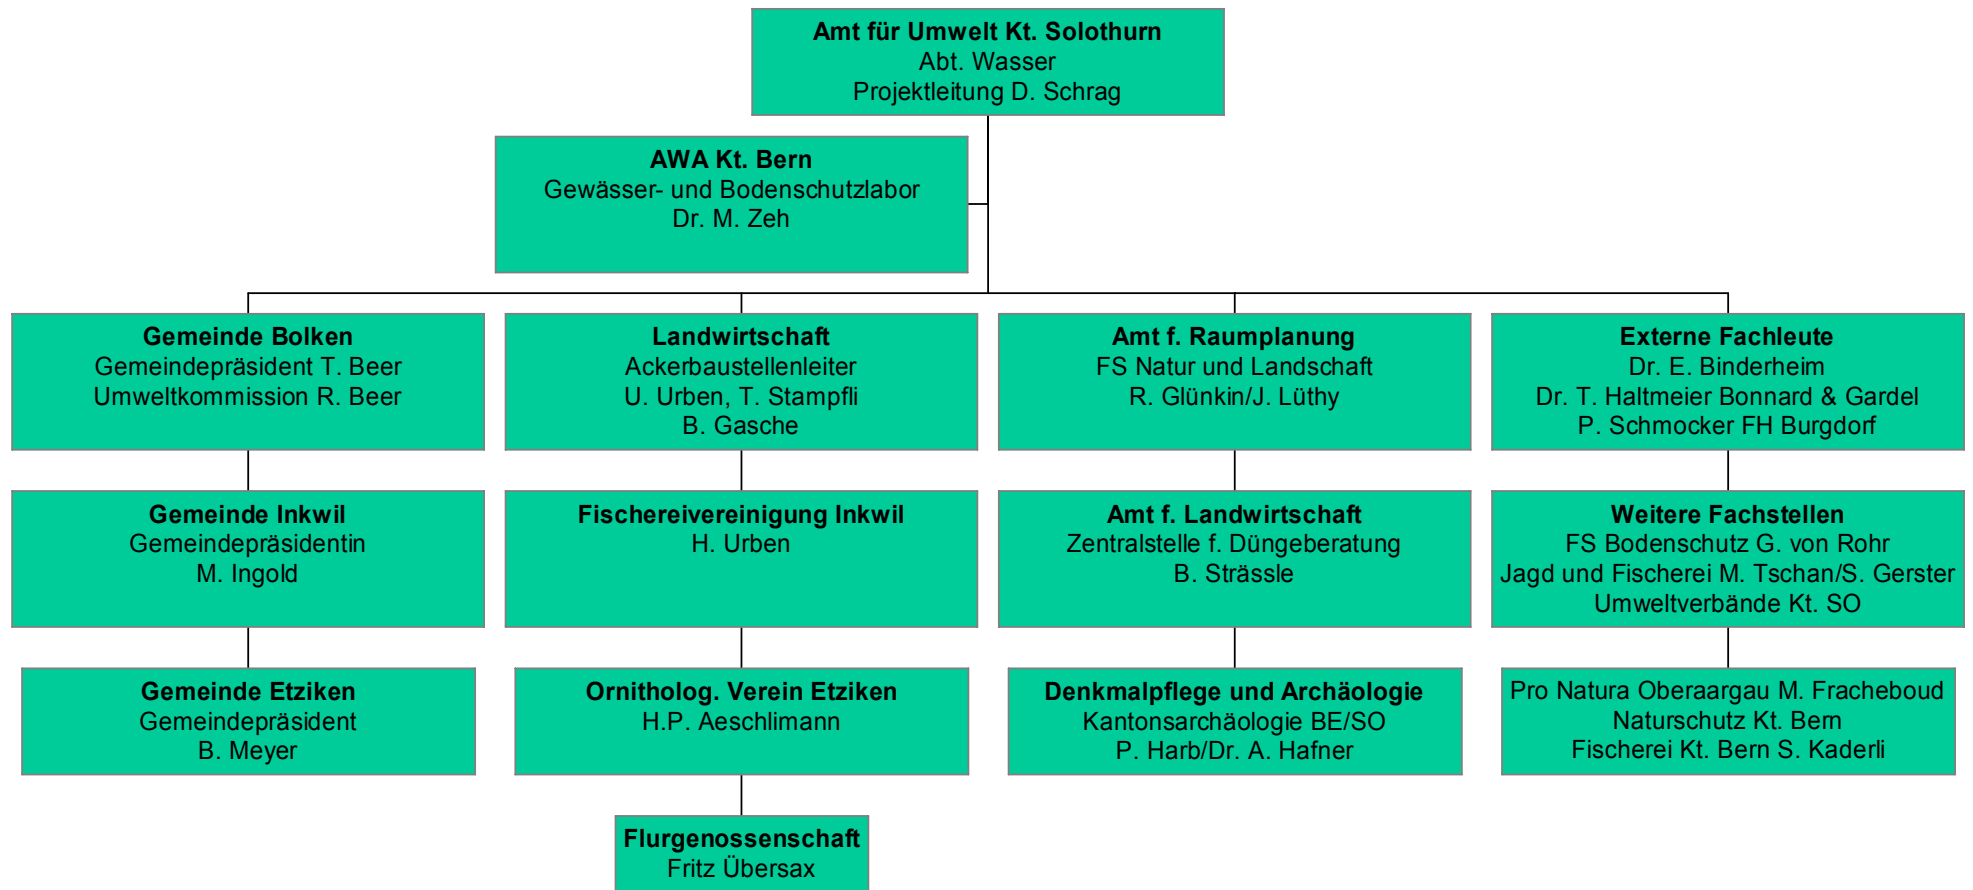 Amt für Umwelt Kt. Solothurn
Abt. Wasser
Projektleitung D. Schrag
AWA Kt. Bern
Gewässer- und Bodenschutzlabor
Dr. M. Zeh
Gemeinde Bolken
Gemeindepräsident T. Beer
Umweltkommission R. Beer
Landwirtschaft
Ackerbaustellenleiter
U. Urben, T. Stampfli
B. Gasche
Amt f. Raumplanung
FS Natur und Landschaft
R. Glünkin/J. Lüthy
Externe Fachleute
Dr. E. Binderheim
Dr. T. Haltmeier Bonnard & Gardel
P. Schmocker FH Burgdorf
Gemeinde Inkwil
Gemeindepräsidentin
M. Ingold
Fischereivereinigung Inkwil
H. Urben
Amt f. Landwirtschaft
Zentralstelle f. Düngeberatung
B. Strässle
Weitere Fachstellen
FS Bodenschutz G. von Rohr
Jagd und Fischerei M. Tschan/S. Gerster
Umweltverbände Kt. SO
Gemeinde Etziken
Gemeindepräsident
B. Meyer
Ornitholog. Verein Etziken
H.P. Aeschlimann
Denkmalpflege und Archäologie
Kantonsarchäologie BE/SO
P. Harb/Dr. A. Hafner
Pro Natura Oberaargau M. Fracheboud
Naturschutz Kt. Bern
Fischerei Kt. Bern S. Kaderli
Flurgenossenschaft
Fritz Übersax